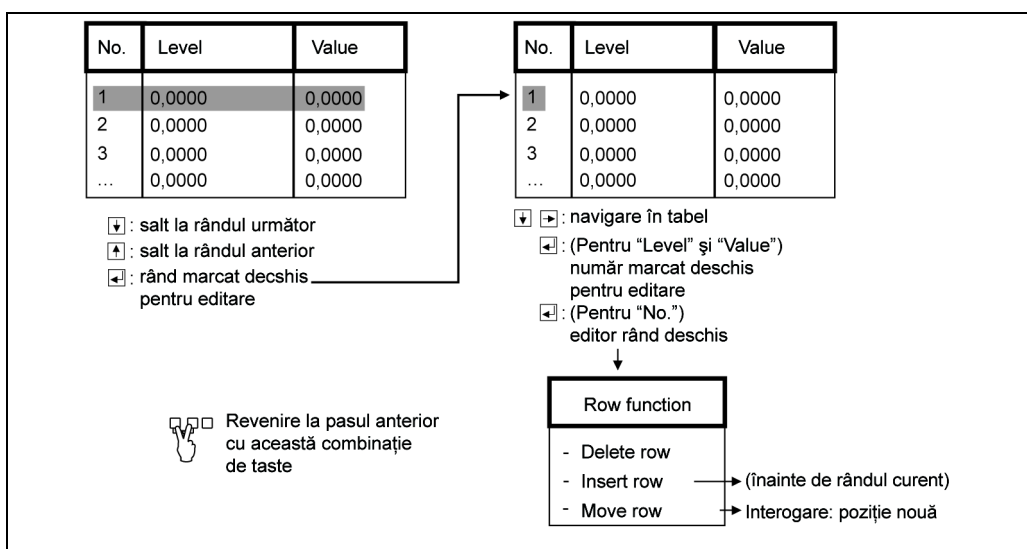 No. Level Value
1 0,0000 0,0000
2 0,0000 0,0000
3 0,0000 0,0000
... 0,0000 0,0000
: salt la rândul următor
: salt la rândul anterior
: rând marcat decshis
pentru editare
No. Level Value
1 0,0000 0,0000
2 0,0000 0,0000
3 0,0000 0,0000
... 0,0000 0,0000
: navigare în tabel
: (Pentru “Level” şi “Value”)
număr marcat deschis
pentru editare
: (Pentru “No.”)
editor rând deschis
Revenire la pasul anterior
cu această combinaţie
de taste
Row function
- Delete row
- Insert row (înainte de rândul curent)
- Move row Interogare: poziţie nouă